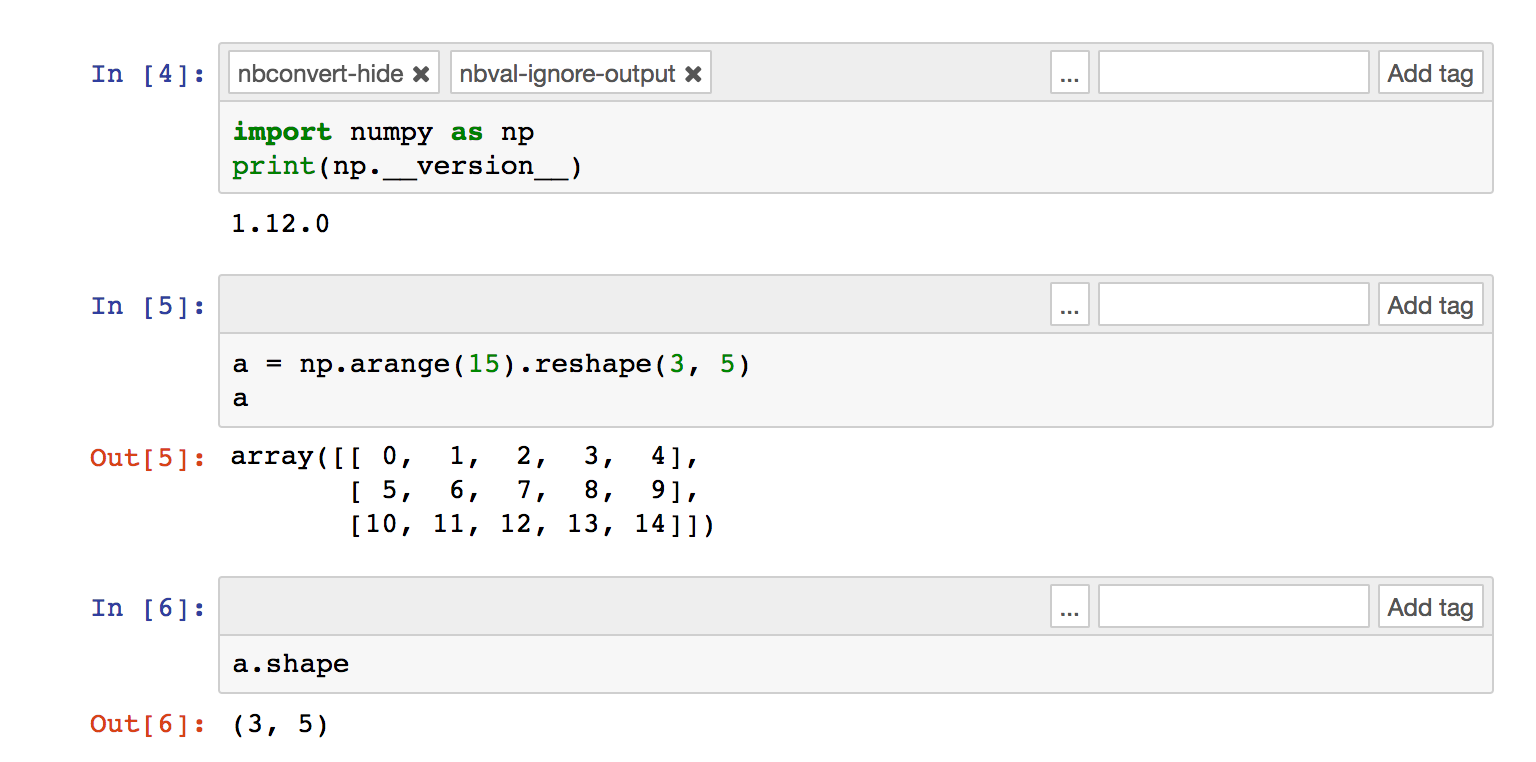 In [4]: nbconvert-hide ✖ nbval-ignore-output ✖ ... Add tag
import numpy as np
print(np.__version__)
1.12.0
In [5]: ... Add tag
a = np.arange(15).reshape(3, 5)
a
Out[5]: array([[ 0,  1,  2,  3,  4],
       [ 5,  6,  7,  8,  9],
       [10, 11, 12, 13, 14]])
In [6]: ... Add tag
a.shape
Out[6]: (3, 5)